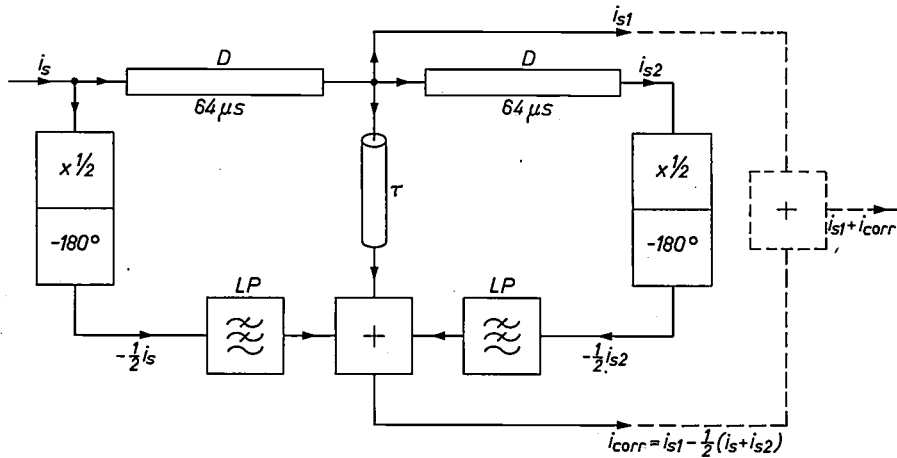 i_s1
i_s
D
D
i_s2
64 µs
64 µs
x ½
τ
x ½
+
-180°
-180°
i_s1 + i_corr
LP
LP
+
-½ i_s
-½ i_s2
i_corr = i_s1 - ½ (i_s + i_s2)